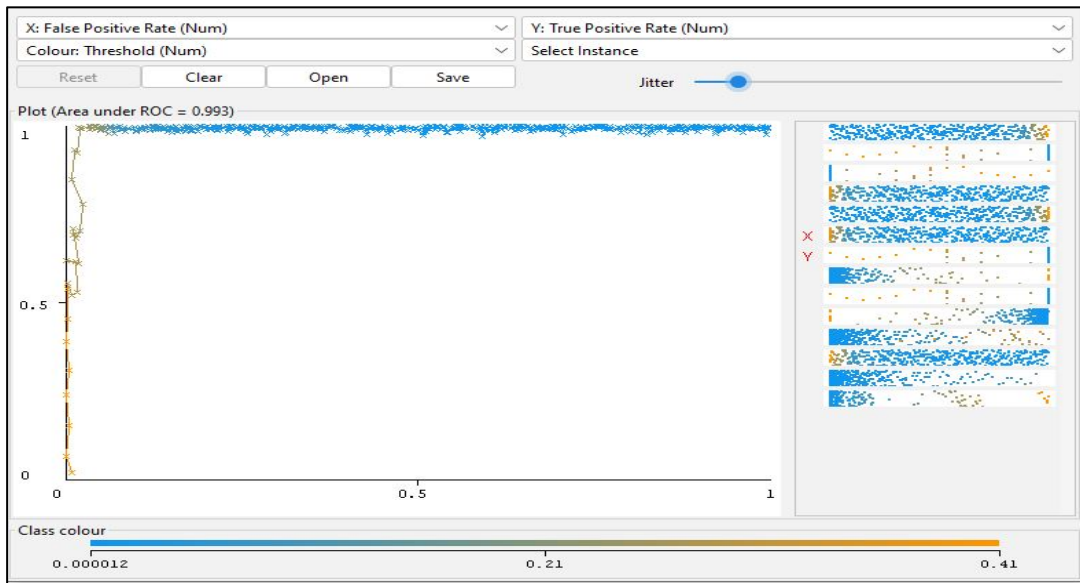 X: False Positive Rate (Num) Y: True Positive Rate (Num)
Colour: Threshold (Num) Select Instance
Reset Clear Open Save Jitter
Plot (Area under ROC = 0.993)
1
X
Y
0.5
0
0 0.5 1
Class colour
0.000012 0.21 0.41